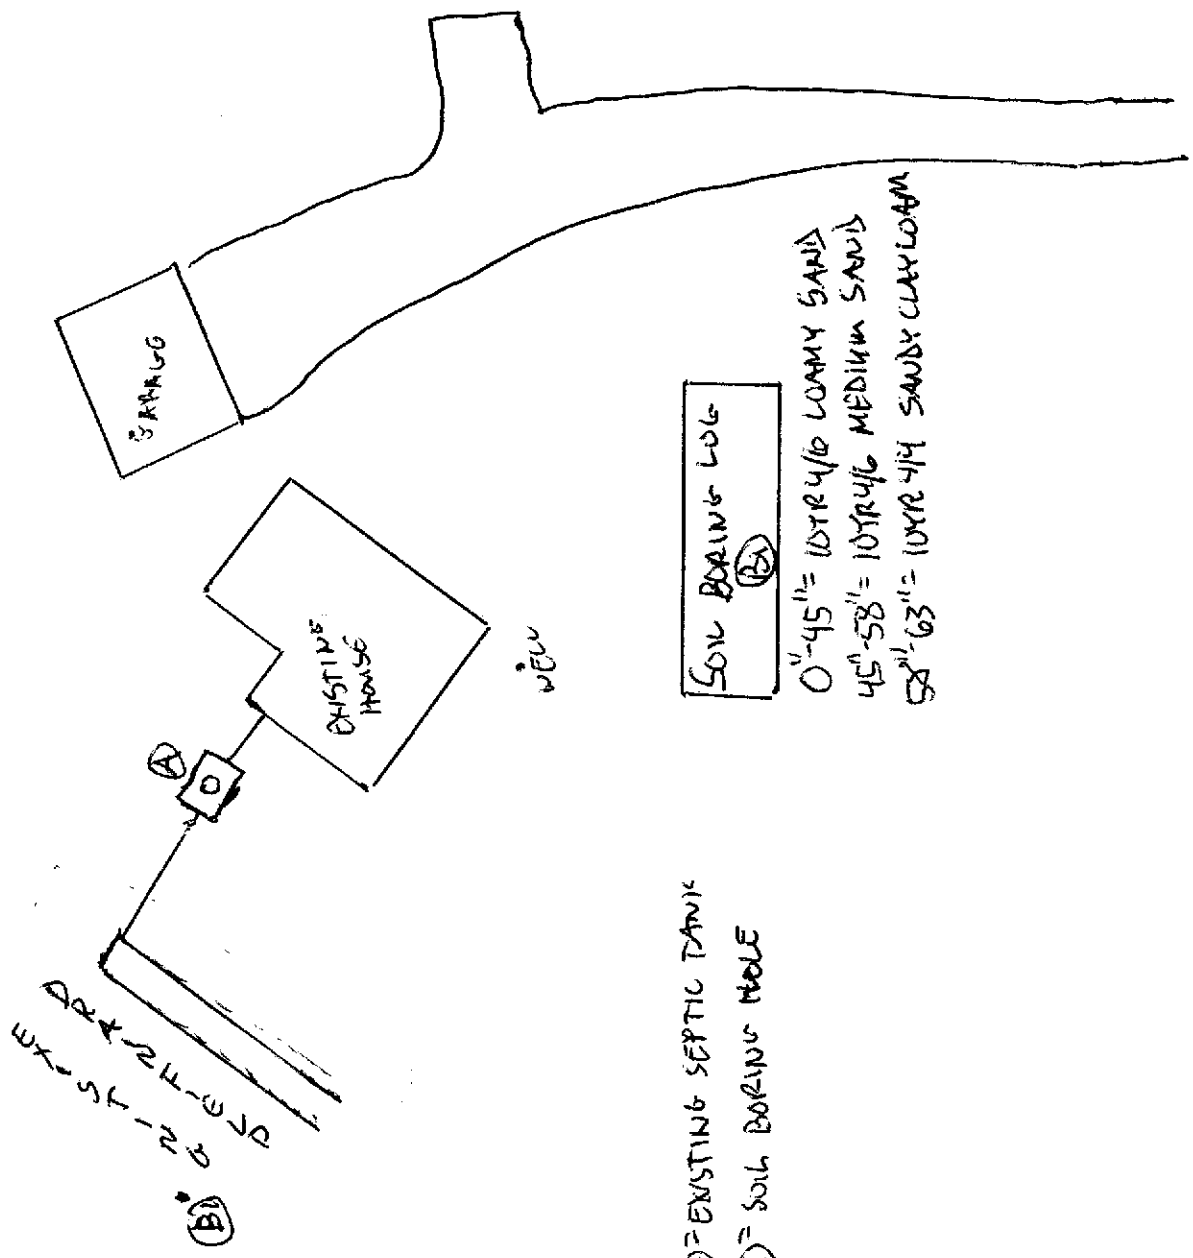 GARAGE
EXISTING
HOUSE
WELL
A
EXISTING
DRAINFIELD
B1
SOIL BORING LOG
B1
0"-45"= 10YR4/6 LOAMY SAND
45"-58"= 10YR4/6 MEDIUM SAND
58"-63"= 10YR 4/4 SANDY CLAY LOAM
)= EXISTING SEPTIC TANK
)= SOIL BORING HOLE